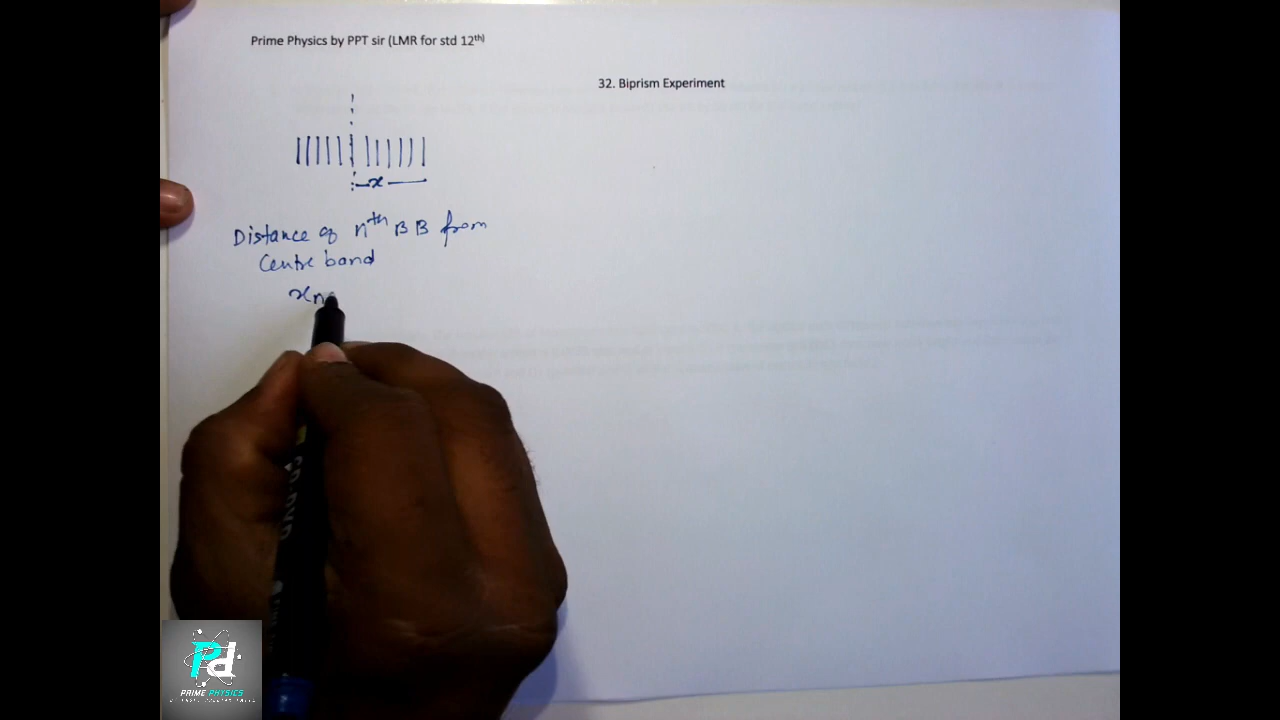 Prime Physics by PPT sir (LMR for std 12th)
32. Biprism Experiment
x
Distance of nth BB from
Centre band
xn
Pd
PRIME PHYSICS